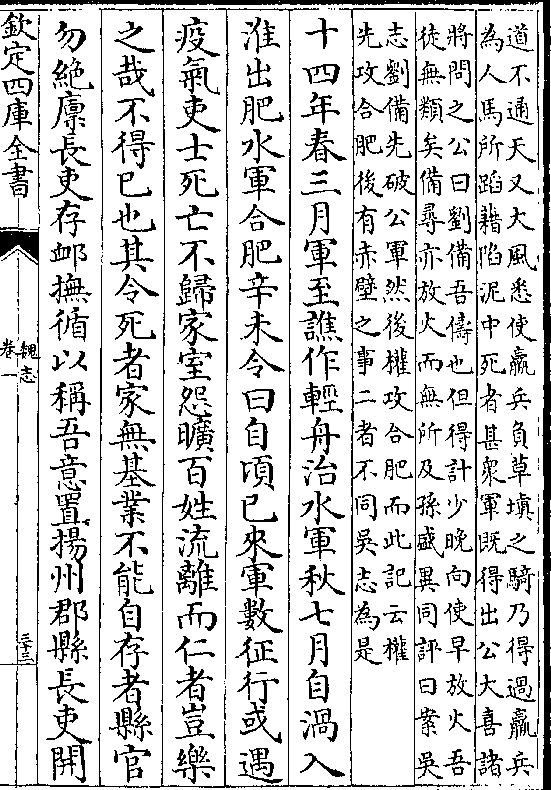 道不通天又大風悉使羸兵負草塡之騎乃得過羸兵
為人馬所蹈藉陷泥中死者甚衆軍既得出公大喜諸
將問之公曰劉備吾儔也但得計少晚向使早放火吾
徒無類矣備尋亦放火而無所及孫盛異同評曰案吳
志劉備先破公軍然後權攻合肥而此記云權
先攻合肥後有赤壁之事二者不同吳志為是
十四年春三月軍至譙作輕舟治水軍秋七月自渦入
淮出肥水軍合肥辛未令曰自頃已來軍數征行或遇
疫氣吏士死亡不歸家室怨曠百姓流離而仁者豈樂
之哉不得已也其令死者家無基業不能自存者縣官
勿絶廪長吏存䘏撫循以稱吾意置揚州郡縣長吏開
欽定四庫全書
魏志
卷一
三十三